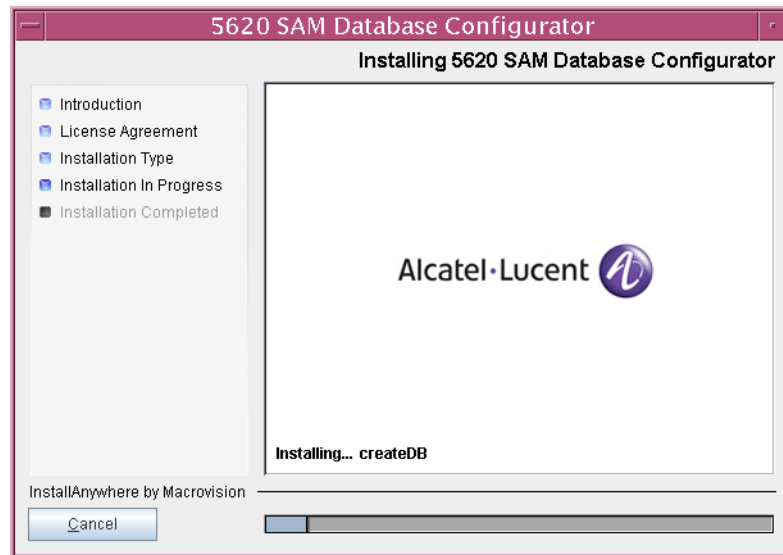 5620 SAM Database Configurator
Installing 5620 SAM Database Configurator
Introduction
License Agreement
Installation Type
Installation In Progress
Installation Completed
Alcatel·Lucent
Installing... createDB
InstallAnywhere by Macrovision
Cancel